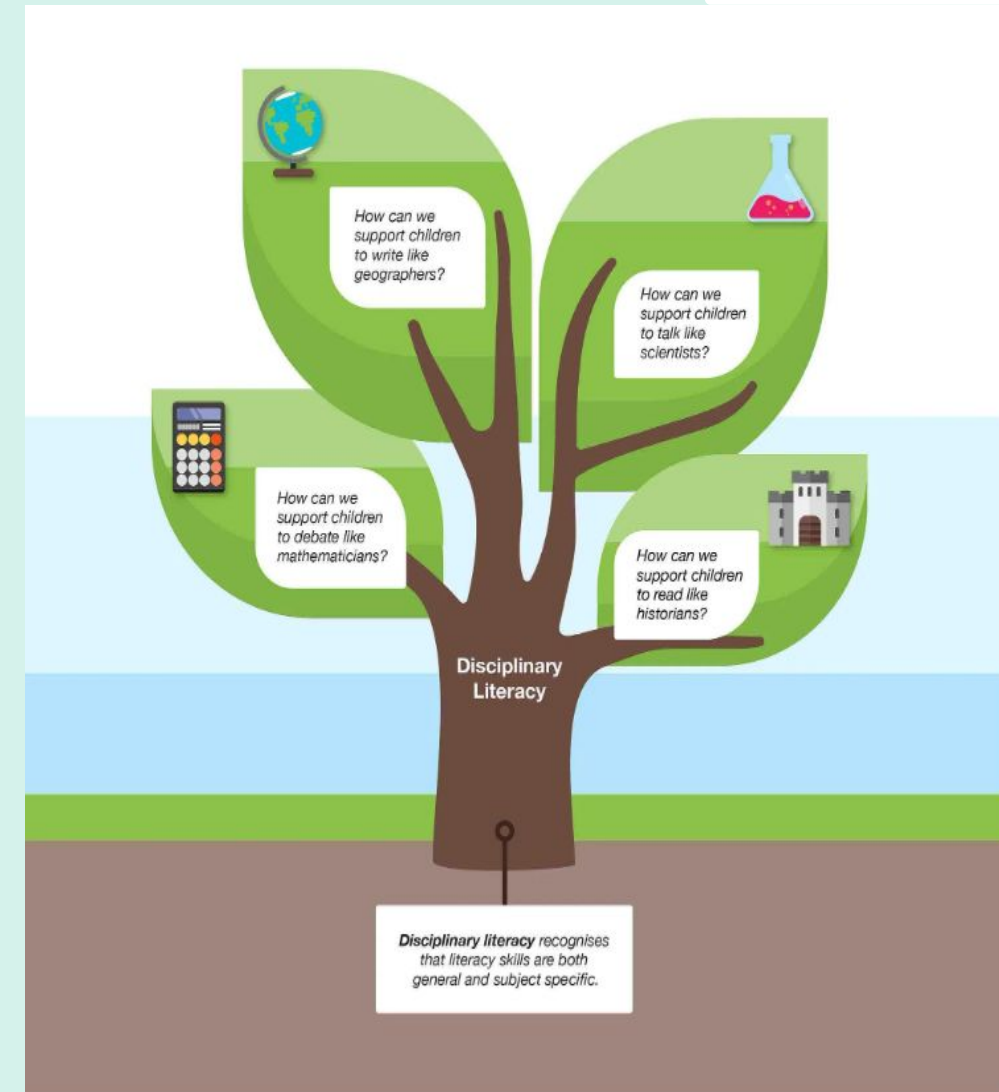 How can we
support children
to write like
geographers?
How can we
support children
to talk like
scientists?
How can we
support children
to debate like
mathematicians?
How can we
support children
to read like
historians?
Disciplinary
Literacy
Disciplinary literacy recognises
that literacy skills are both
general and subject specific.